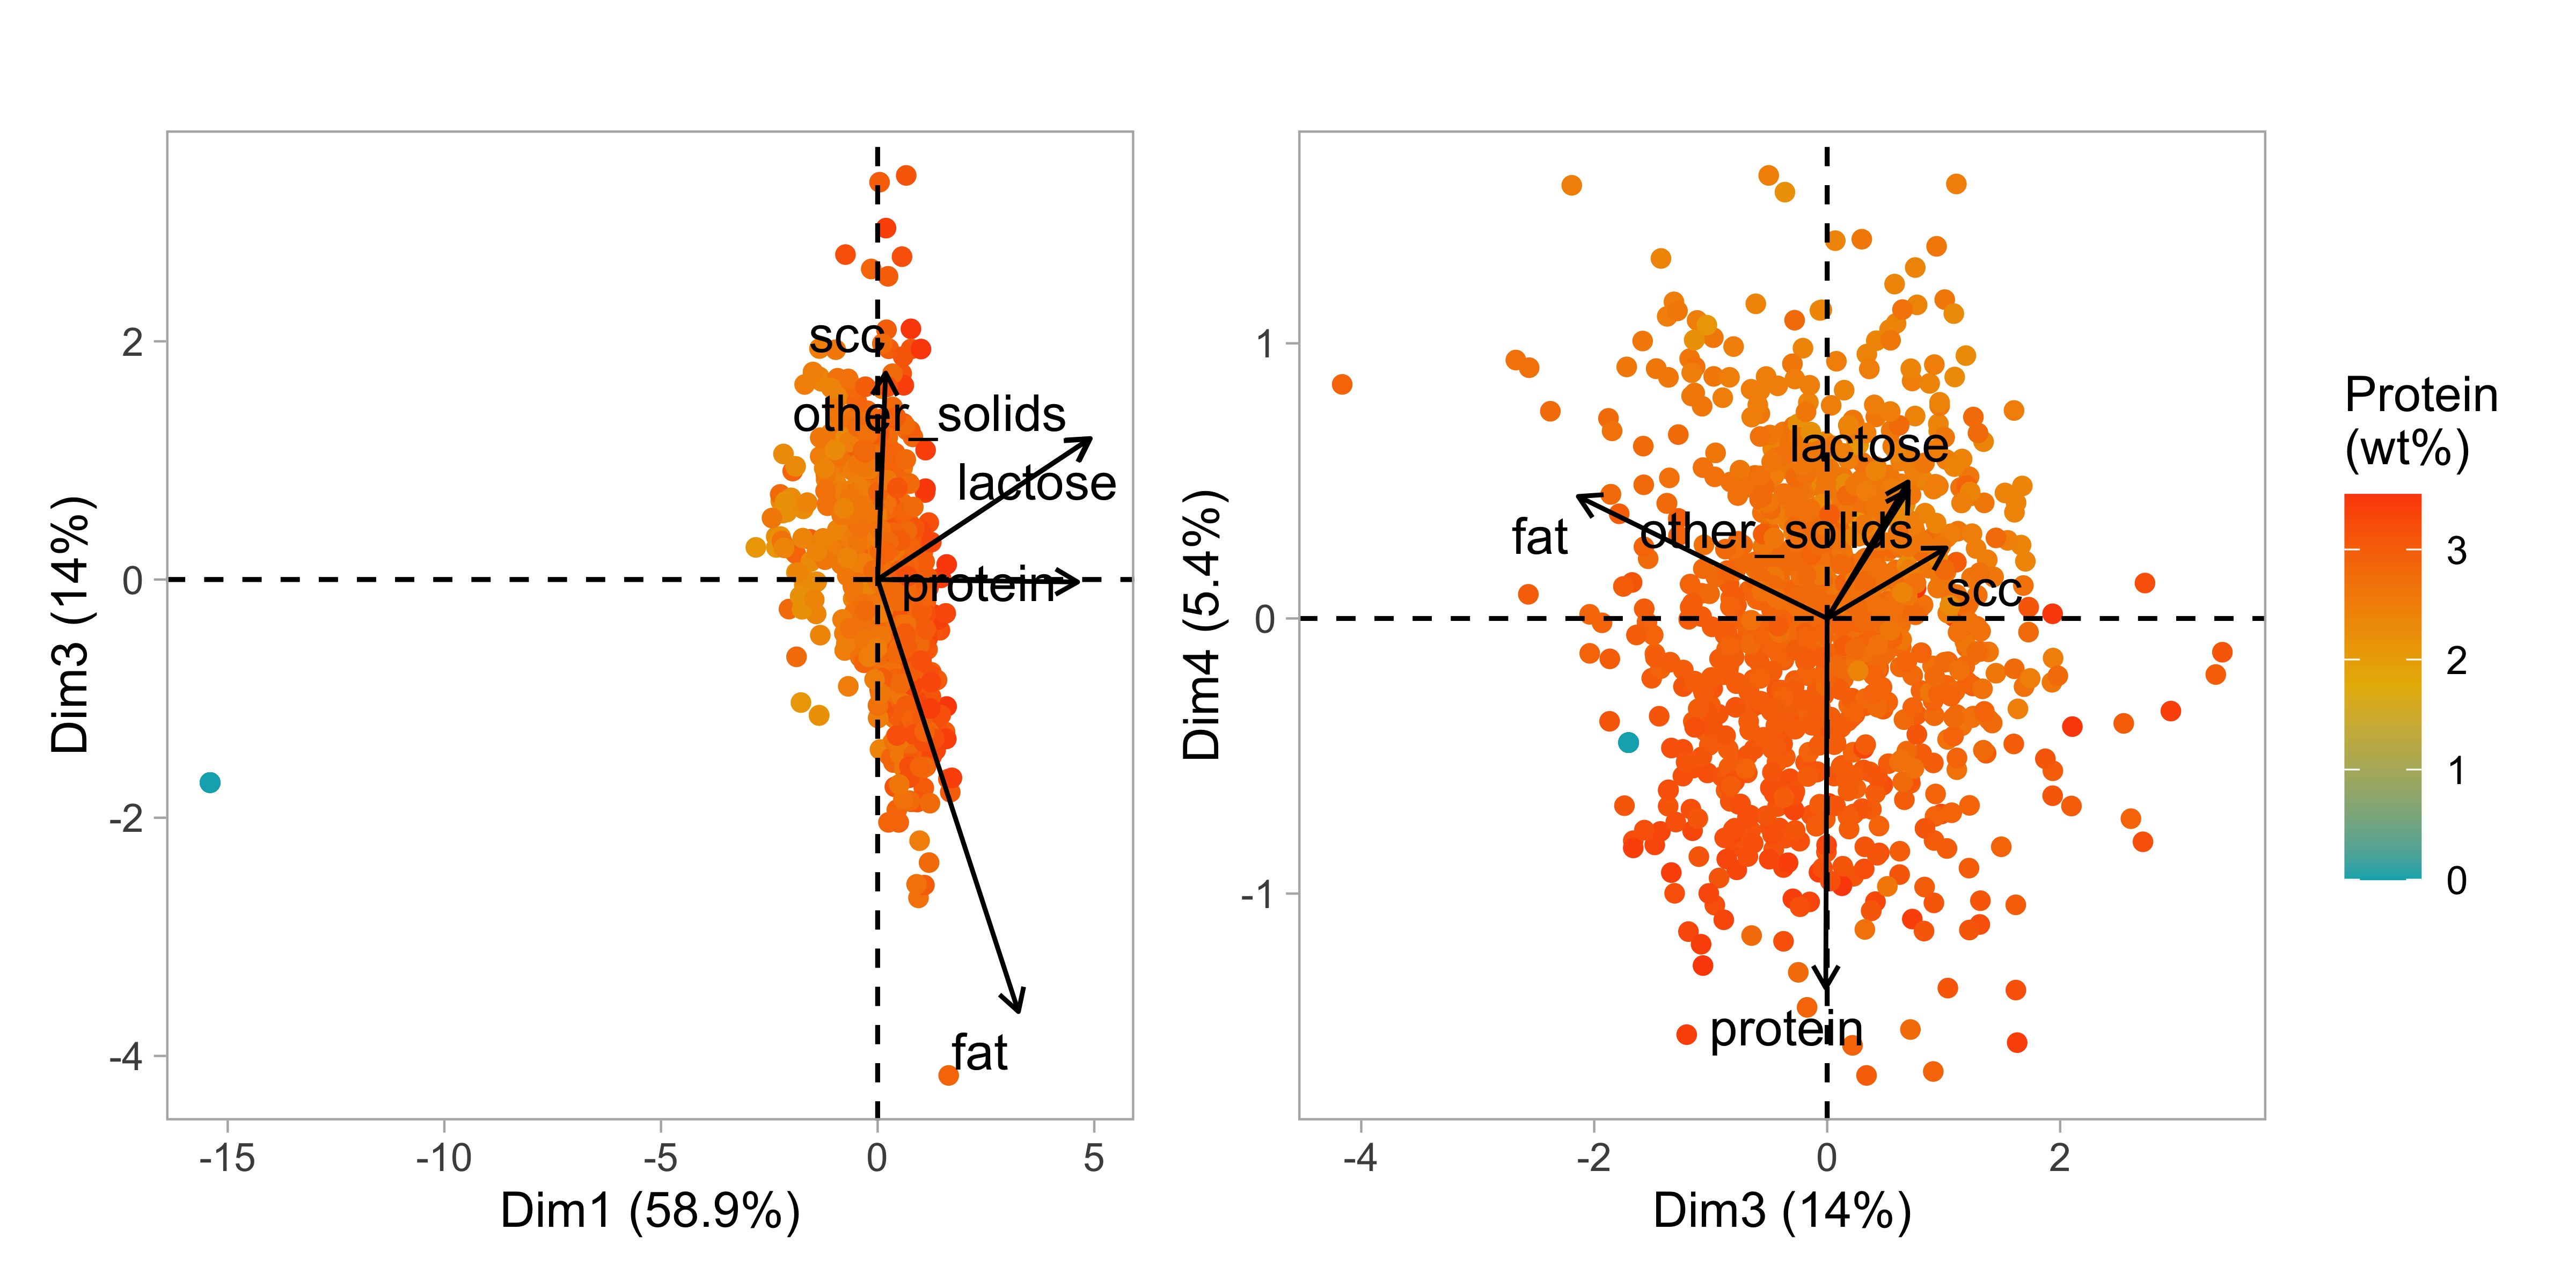 scc
other_solids
lactose
protein
fat
2
0
-2
-4
-15
-10
-5
0
5
Dim1 (58.9%)
Dim3 (14%)
lactose
fat
other_solids
scc
protein
1
0
-1
-4
-2
0
2
Dim3 (14%)
Dim4 (5.4%)
Protein
(wt%)
3
2
1
0